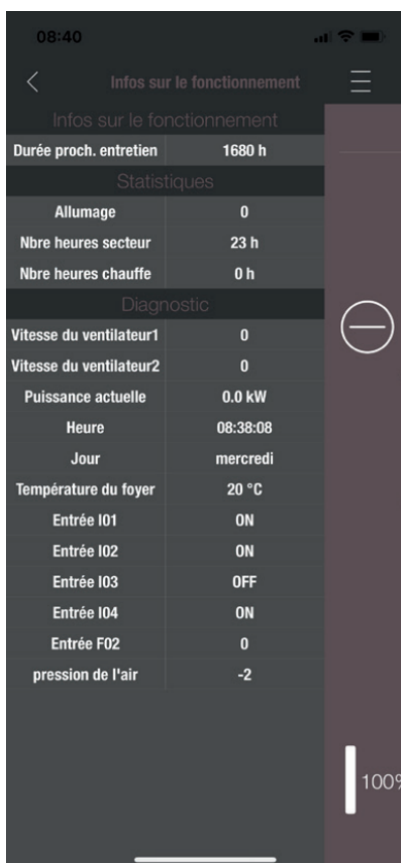 08:40
Infos sur le fonctionnement
Infos sur le fonctionnement
Durée proch. entretien 1680 h
Statistiques
Allumage 0
Nbre heures secteur 23 h
Nbre heures chauffe 0 h
Diagnostic
Vitesse du ventilateur1 0
Vitesse du ventilateur2 0
Puissance actuelle 0.0 kW
Heure 08:38:08
Jour mercredi
Température du foyer 20 °C
Entrée I01 ON
Entrée I02 ON
Entrée I03 OFF
Entrée I04 ON
Entrée F02 0
pression de l'air -2
100%